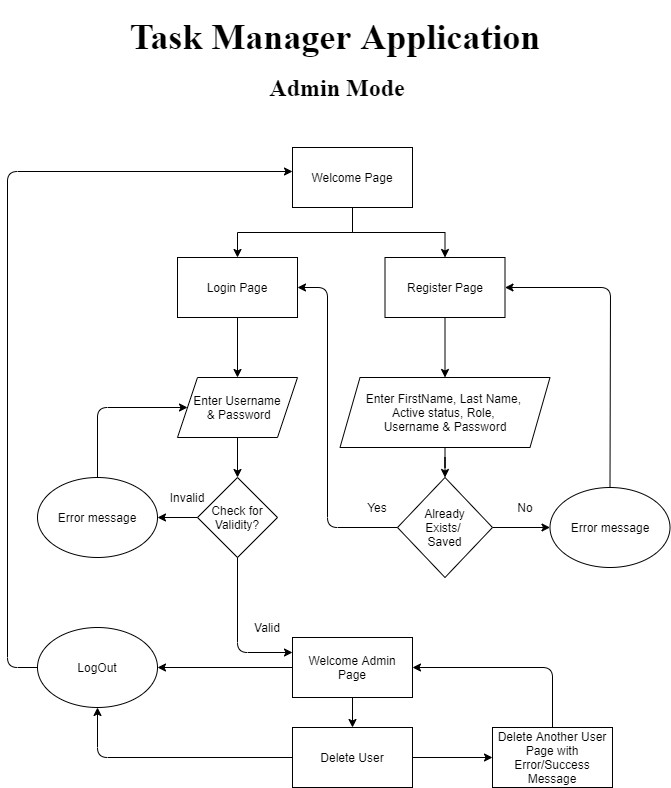 Task Manager Application
Admin Mode
Welcome Page
Login Page
Register Page
Enter Username
& Password
Enter FirstName, Last Name,
Active status, Role,
Username & Password
Error message
Invalid
Check for
Validity?
Yes
Already
Exists/
Saved
No
Error message
Valid
LogOut
Welcome Admin
Page
Delete User
Delete Another User
Page with
Error/Success
Message